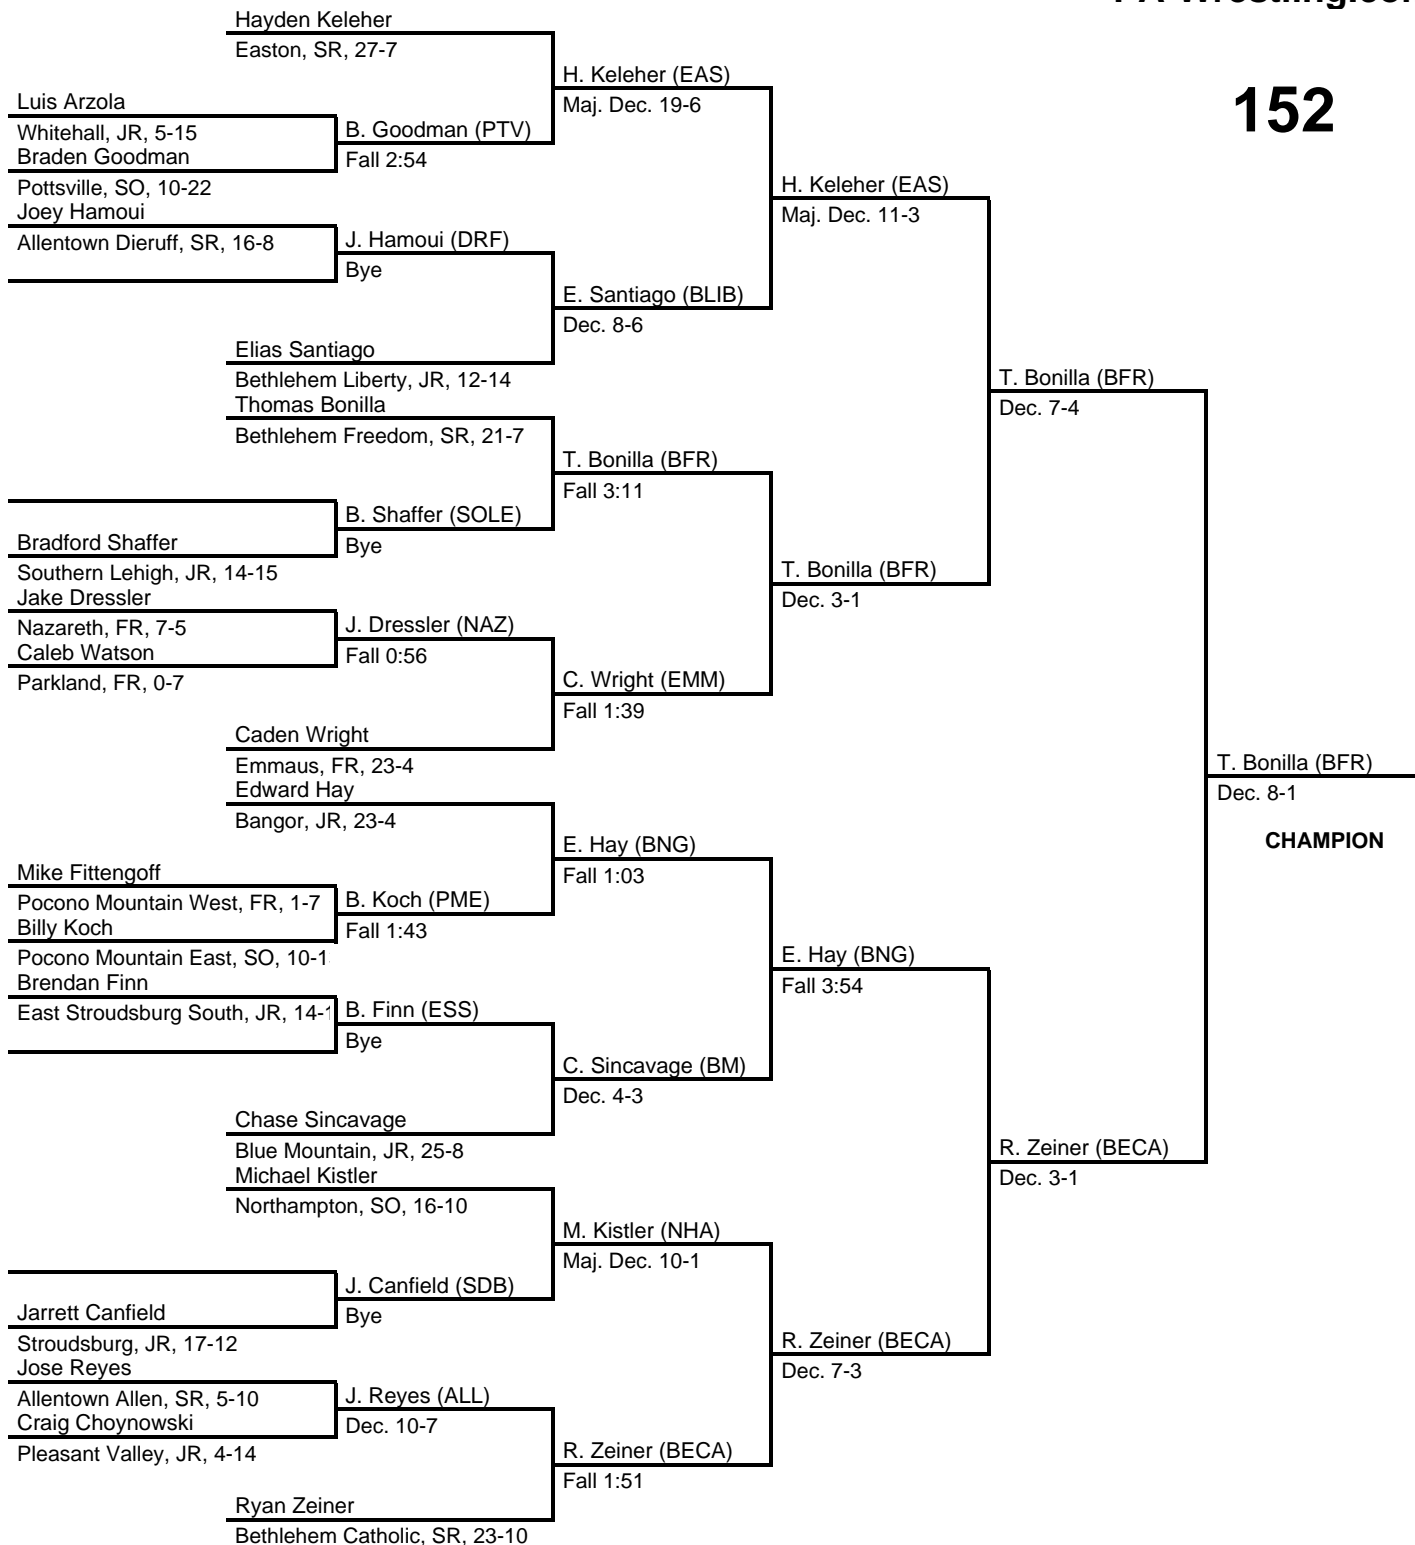 152
Hayden Keleher
Easton, SR, 27-7
H. Keleher (EAS)
Maj. Dec. 19-6
Luis Arzola
Whitehall, JR, 5-15
B. Goodman (PTV)
Braden Goodman
Fall 2:54
Pottsville, SO, 10-22
H. Keleher (EAS)
Joey Hamoui
Maj. Dec. 11-3
Allentown Dieruff, SR, 16-8
J. Hamoui (DRF)
Bye
E. Santiago (BLIB)
Dec. 8-6
Elias Santiago
Bethlehem Liberty, JR, 12-14
T. Bonilla (BFR)
Thomas Bonilla
Dec. 7-4
Bethlehem Freedom, SR, 21-7
T. Bonilla (BFR)
Fall 3:11
B. Shaffer (SOLE)
Bradford Shaffer
Bye
Southern Lehigh, JR, 14-15
T. Bonilla (BFR)
Jake Dressler
Dec. 3-1
Nazareth, FR, 7-5
J. Dressler (NAZ)
Caleb Watson
Fall 0:56
Parkland, FR, 0-7
C. Wright (EMM)
Fall 1:39
Caden Wright
Emmaus, FR, 23-4
T. Bonilla (BFR)
Edward Hay
Dec. 8-1
Bangor, JR, 23-4
CHAMPION
E. Hay (BNG)
Fall 1:03
Mike Fittengoff
Pocono Mountain West, FR, 1-7
B. Koch (PME)
Billy Koch
Fall 1:43
Pocono Mountain East, SO, 10-1
E. Hay (BNG)
Brendan Finn
Fall 3:54
East Stroudsburg South, JR, 14-1
B. Finn (ESS)
Bye
C. Sincavage (BM)
Dec. 4-3
Chase Sincavage
Blue Mountain, JR, 25-8
R. Zeiner (BECA)
Michael Kistler
Dec. 3-1
Northampton, SO, 16-10
M. Kistler (NHA)
Maj. Dec. 10-1
J. Canfield (SDB)
Jarrett Canfield
Bye
Stroudsburg, JR, 17-12
R. Zeiner (BECA)
Jose Reyes
Dec. 7-3
Allentown Allen, SR, 5-10
J. Reyes (ALL)
Craig Choynowski
Dec. 10-7
Pleasant Valley, JR, 4-14
R. Zeiner (BECA)
Fall 1:51
Ryan Zeiner
Bethlehem Catholic, SR, 23-10